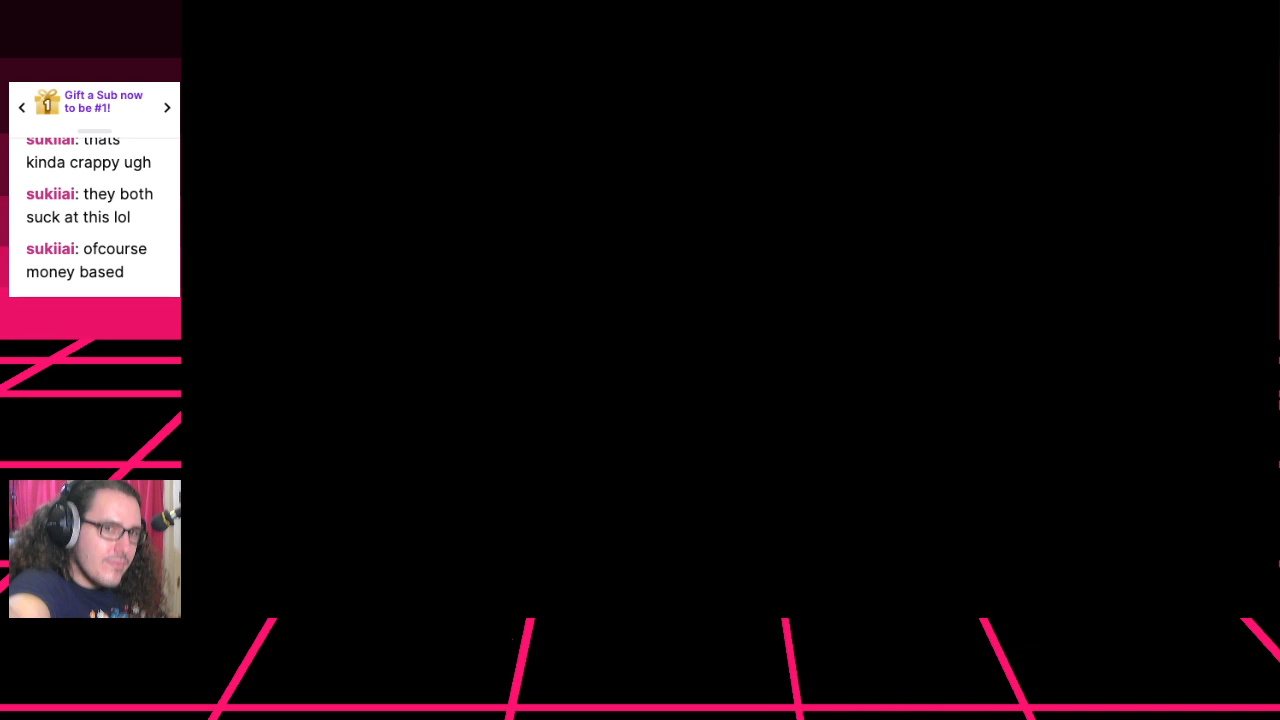 Gift a Sub now
to be #1!
1
sukiiai: thats
kinda crappy ugh
sukiiai: they both
suck at this lol
sukiiai: ofcourse
money based